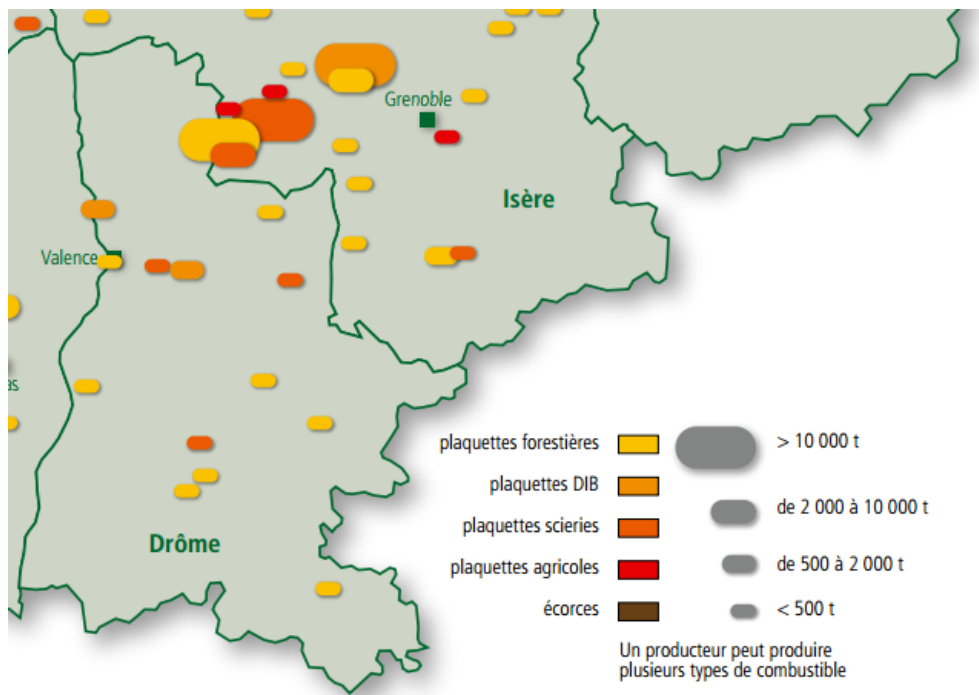 Grenoble
Isère
Valence
as
Drôme
plaquettes forestières
plaquettes DIB
plaquettes scieries
plaquettes agricoles
écorces
> 10 000 t
de 2 000 à 10 000 t
de 500 à 2 000 t
< 500 t
Un producteur peut produire
plusieurs types de combustible